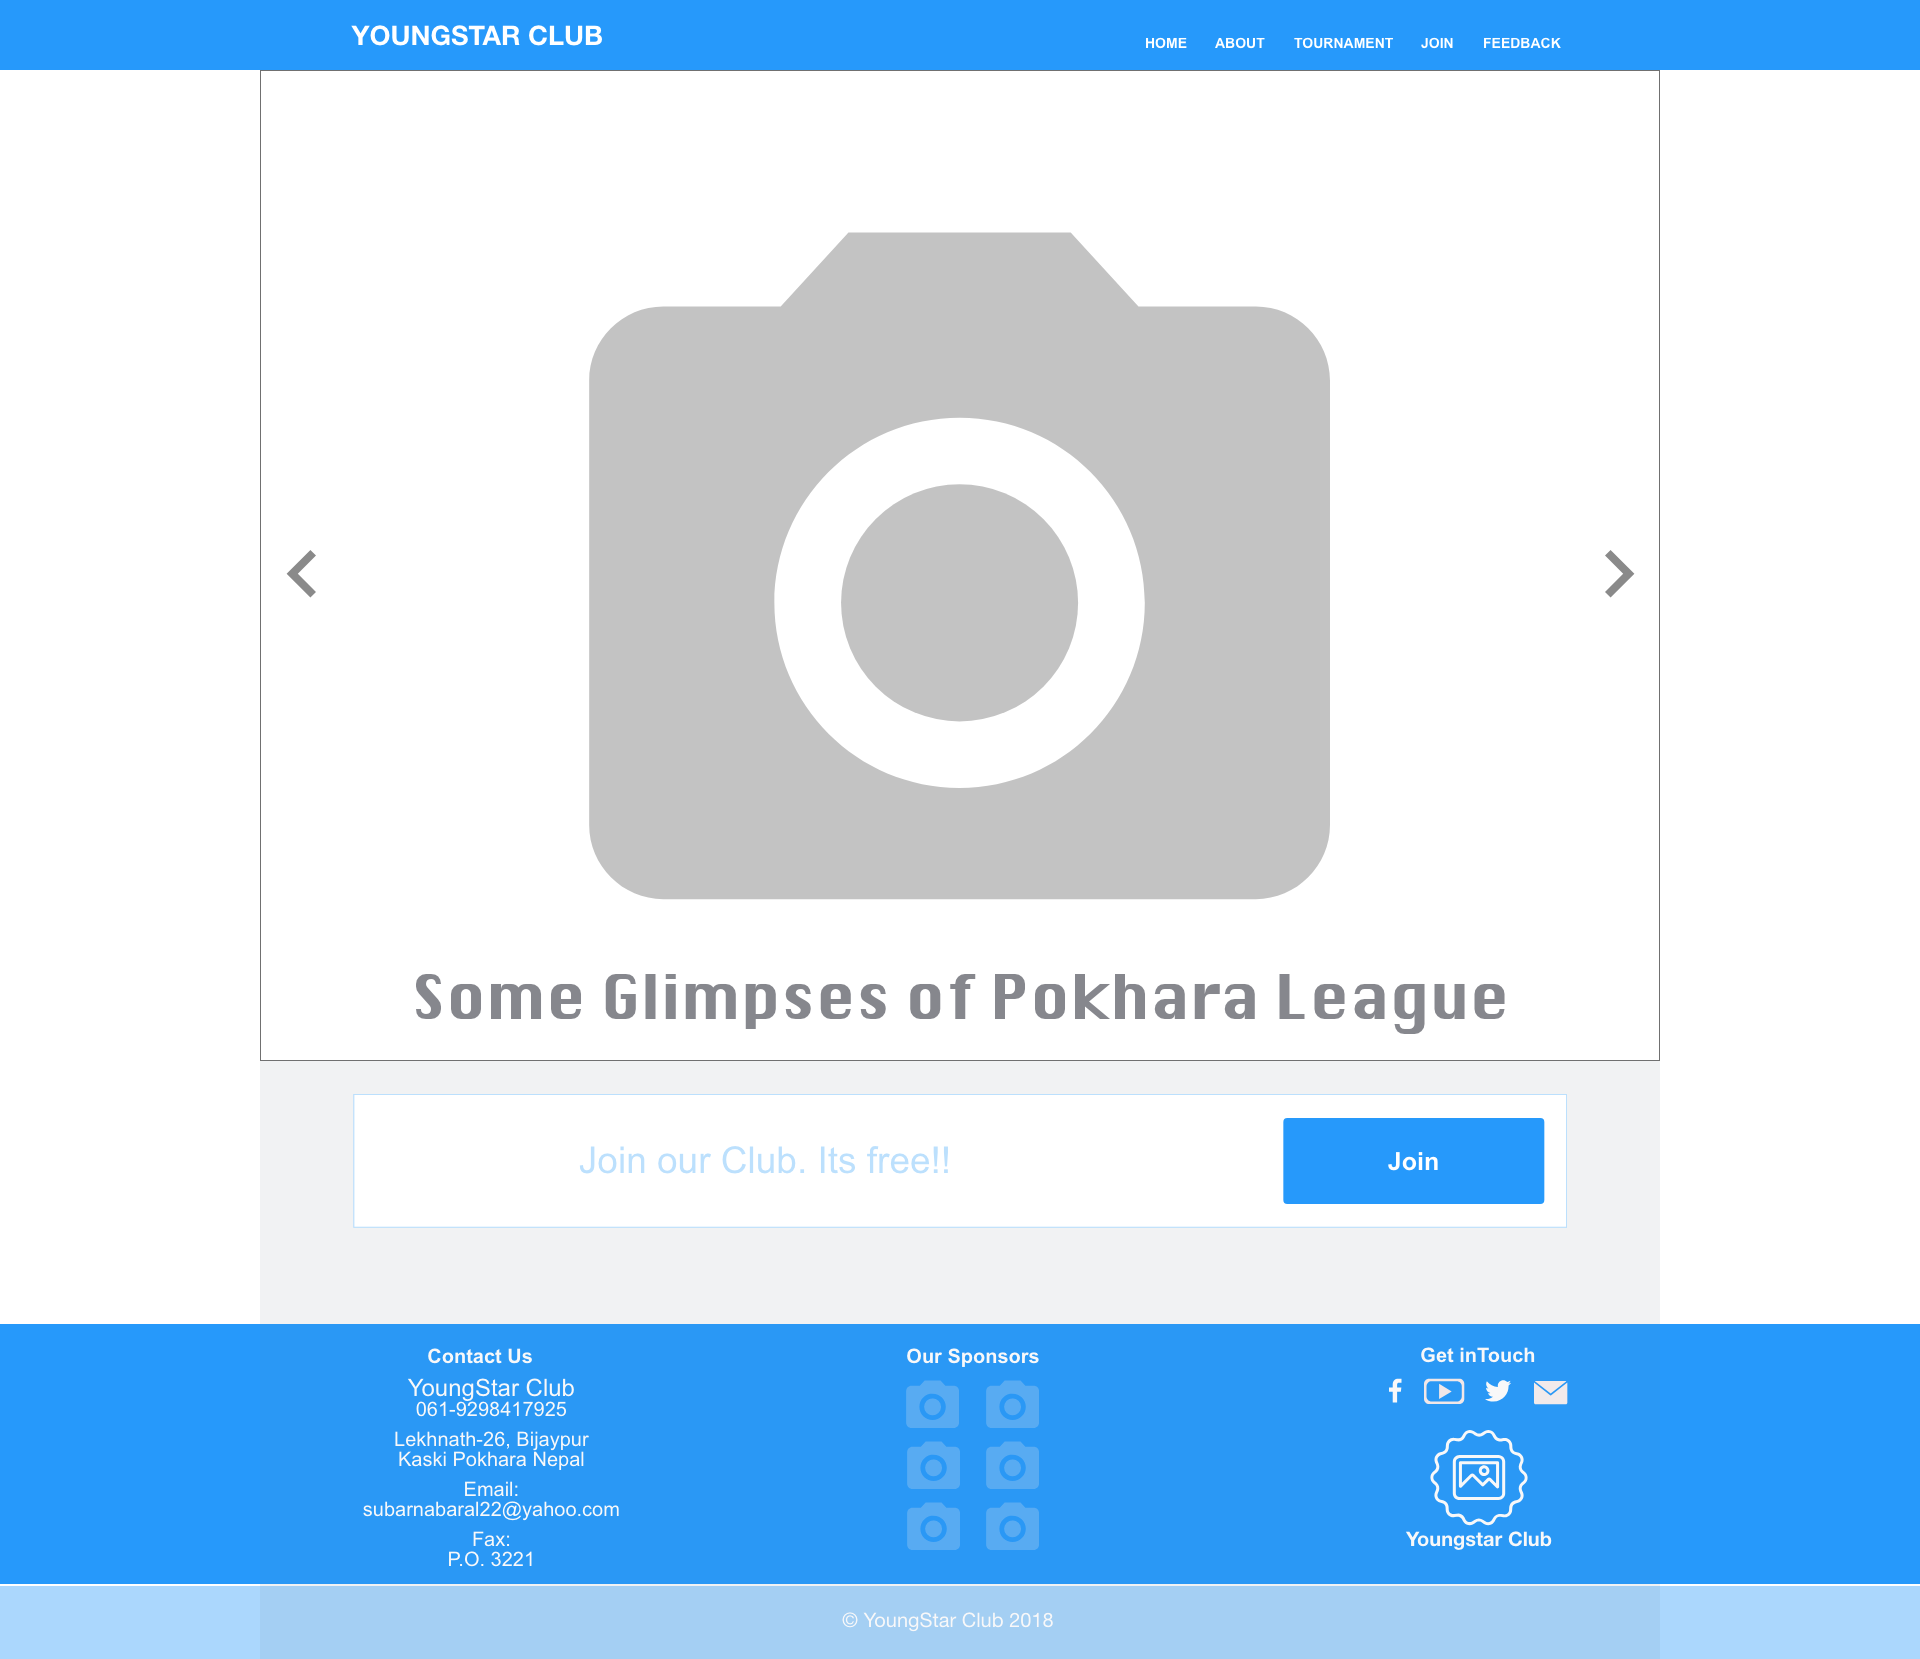 YOUNGSTAR CLUB
HOME ABOUT TOURNAMENT JOIN FEEDBACK
Some Glimpses of Pokhara League
Join our Club. Its free!!
Join
Contact Us
YoungStar Club
061-9298417925
Lekhnath-26, Bijaypur
Kaski Pokhara Nepal
Email:
subarnabaral22@yahoo.com
Fax:
P.O. 3221
Our Sponsors
Get inTouch
Youngstar Club
© YoungStar Club 2018